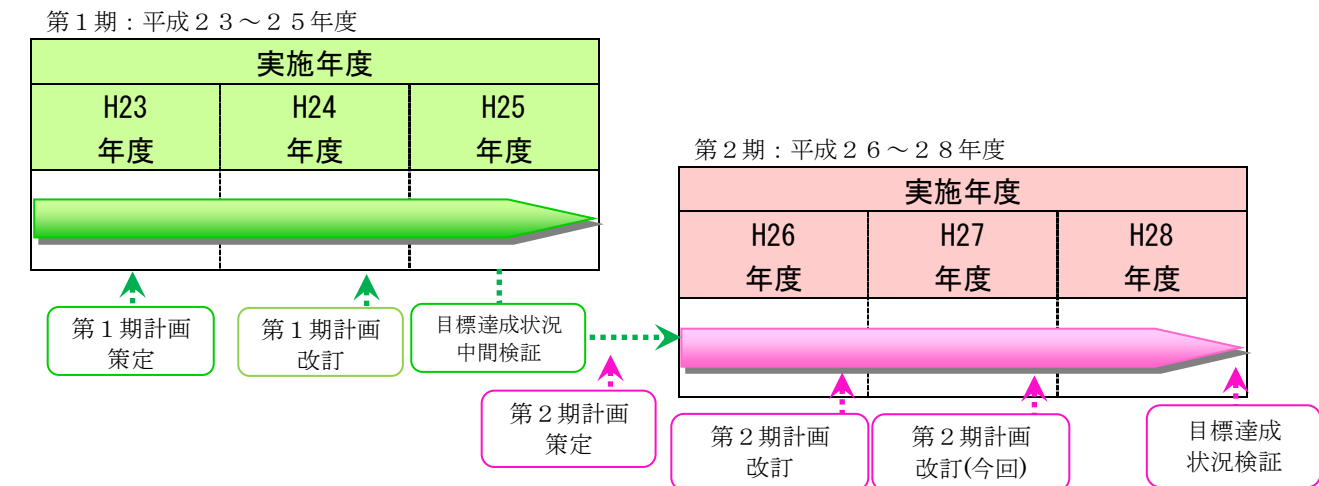 第１期：平成２３～２５年度
実施年度
H23
年度
H24
年度
H25
年度
第１期計画
策定
第１期計画
改訂
目標達成状況
中間検証
第２期計画
策定
第２期：平成２６～２８年度
実施年度
H26
年度
H27
年度
H28
年度
第２期計画
改訂
第２期計画
改訂(今回)
目標達成
状況検証